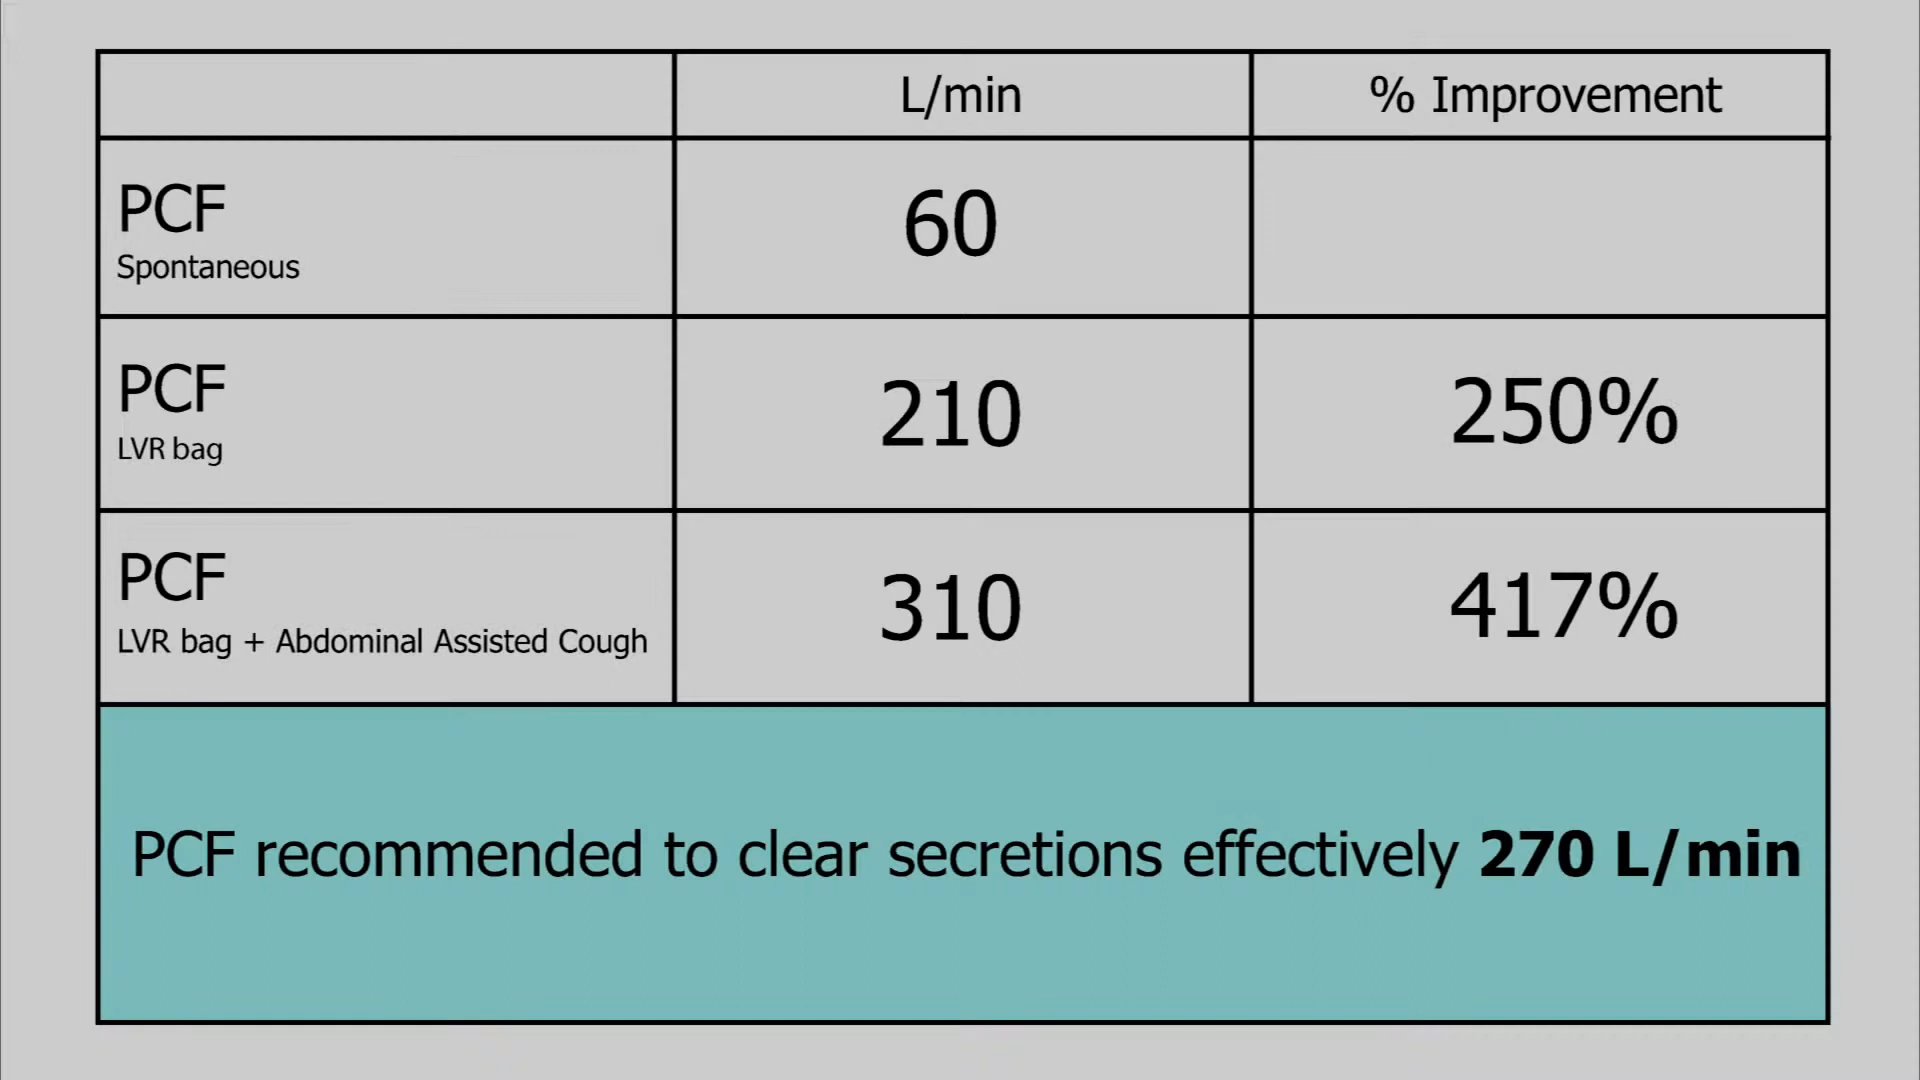 L/min % Improvement
PCF
Spontaneous
60
PCF
LVR bag
210 250%
PCF
LVR bag + Abdominal Assisted Cough
310 417%
PCF recommended to clear secretions effectively 270 L/min